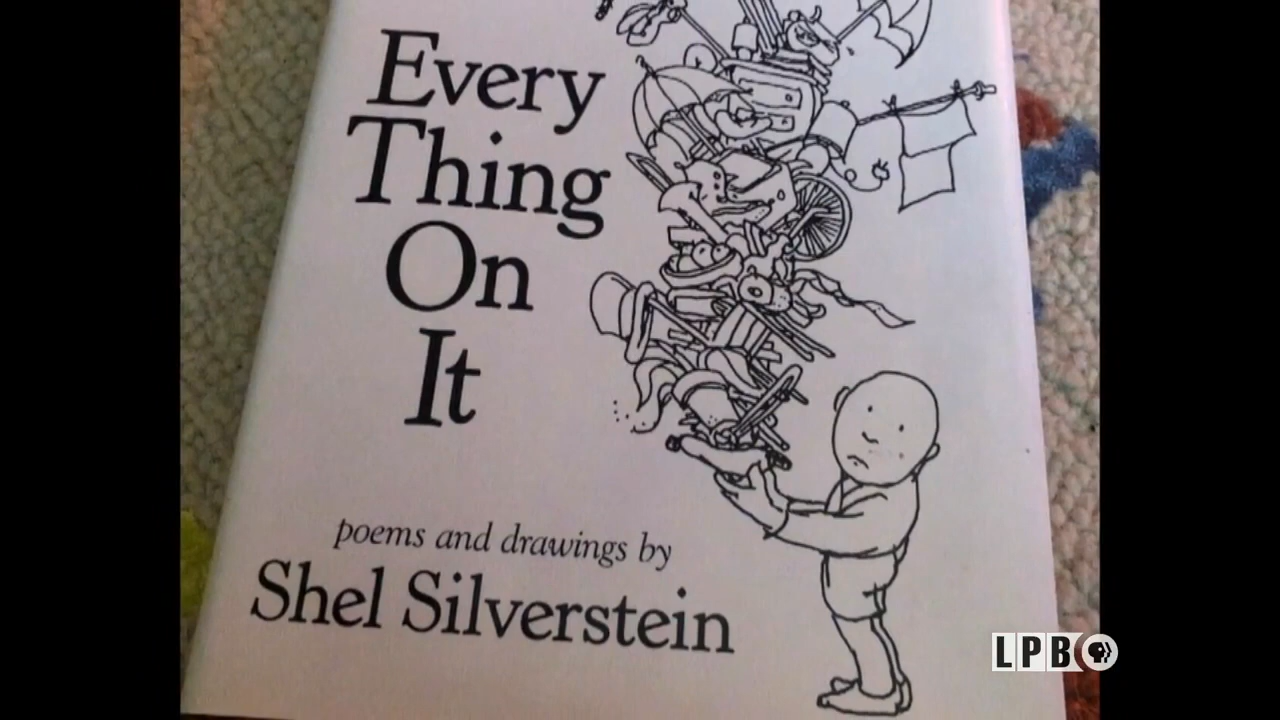 Every
Thing
On
It
poems and drawings by
Shel Silverstein
LPB